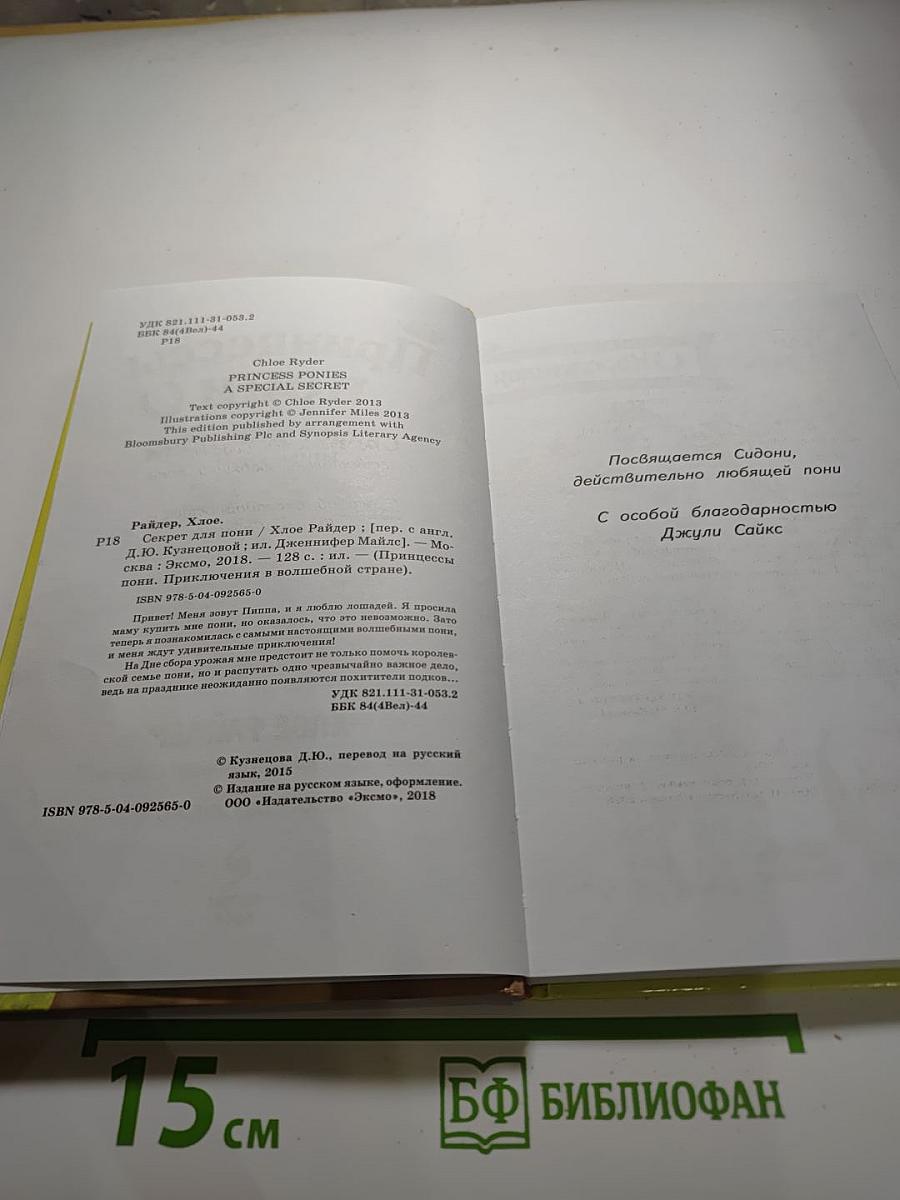 УДК 821.111-31-053.2
ББК 84(4Вел)-44
Р18
Chloe Ryder
PRINCESS PONIES
A SPECIAL SECRET
Text copyright © Chloe Ryder 2013
Illustrations copyright © Jennifer Miles 2013
This edition published by arrangement with
Bloomsbury Publishing Plc and Synopsis Literary Agency
Райдер, Хлое.
Р18 Секрет для пони / Хлое Райдер ; [пер. с англ.
Д.Ю. Кузнецовой ; ил. Дженнифер Майлс]. — Мо-
сква : Эксмо, 2018. — 128 с. : ил. — (Принцессы
пони. Приключения в волшебной стране).
ISBN 978-5-04-092565-0
Привет! Меня зовут Пиппа, и я люблю лошадей. Я просила
маму купить мне пони, но оказалось, что это невозможно. Зато
теперь я познакомилась с самыми настоящими волшебными пони,
и меня ждут удивительные приключения!
На Дне сбора урожая мне предстоит не только помочь королев-
ской семье пони, но и распутать одно чрезвычайно важное дело,
ведь на празднике неожиданно появляются похитители подков...
УДК 821.111-31-053.2
ББК 84(4Вел)-44
© Кузнецова Д.Ю., перевод на русский
язык, 2015
© Издание на русском языке, оформление.
ООО «Издательство «Эксмо», 2018
ISBN 978-5-04-092565-0
Посвящается Сидони,
действительно любящей пони
С особой благодарностью
Джули Сайкс
15 см
БФ БИБЛИОФАН